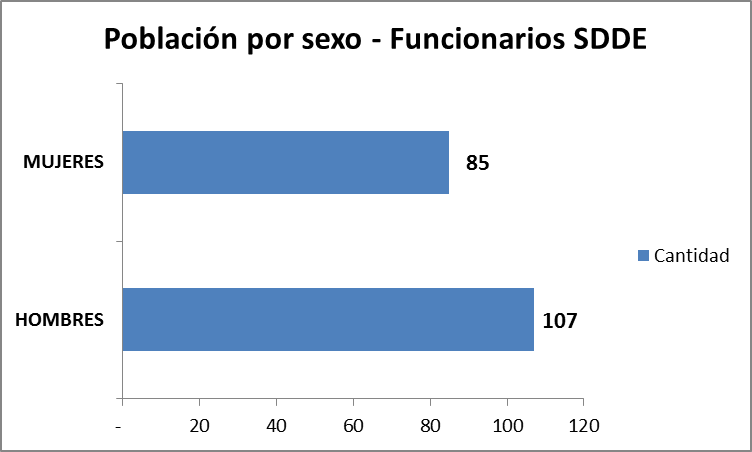 Población por sexo - Funcionarios SDDE
MUJERES
85
Cantidad
HOMBRES
107
- 20 40 60 80 100 120